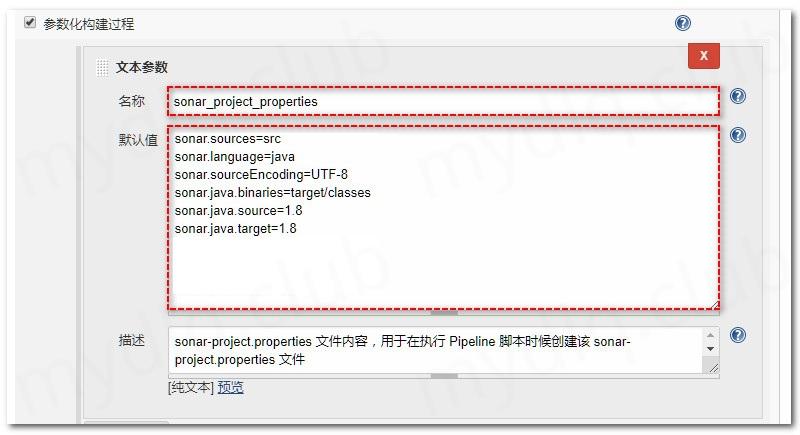 参数化构建过程
X
文本参数
名称
sonar_project_properties
默认值
sonar.sources=src
sonar.language=java
sonar.sourceEncoding=UTF-8
sonar.java.binaries=target/classes
sonar.java.source=1.8
sonar.java.target=1.8
描述
sonar-project.properties 文件内容，用于在执行 Pipeline 脚本时候创建该 sonar-
project.properties 文件
[纯文本] 预览